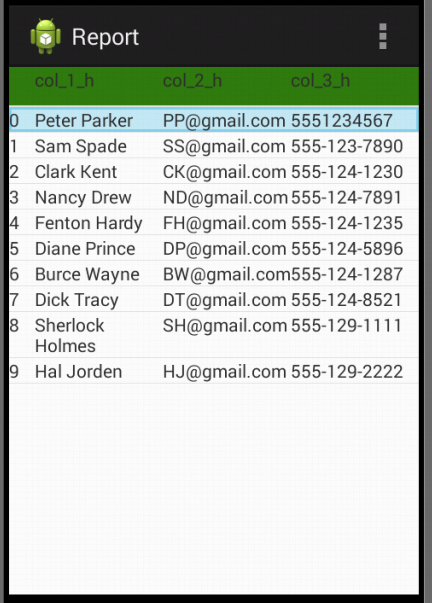 Report
col_1_h col_2_h col_3_h
0 Peter Parker PP@gmail.com 5551234567
1 Sam Spade SS@gmail.com 555-123-7890
2 Clark Kent CK@gmail.com 555-124-1230
3 Nancy Drew ND@gmail.com 555-124-7891
4 Fenton Hardy FH@gmail.com 555-124-1235
5 Diane Prince DP@gmail.com 555-124-5896
6 Burce Wayne BW@gmail.com 555-124-1287
7 Dick Tracy DT@gmail.com 555-124-8521
8 Sherlock SH@gmail.com 555-129-1111
Holmes
9 Hal Jorden HJ@gmail.com 555-129-2222